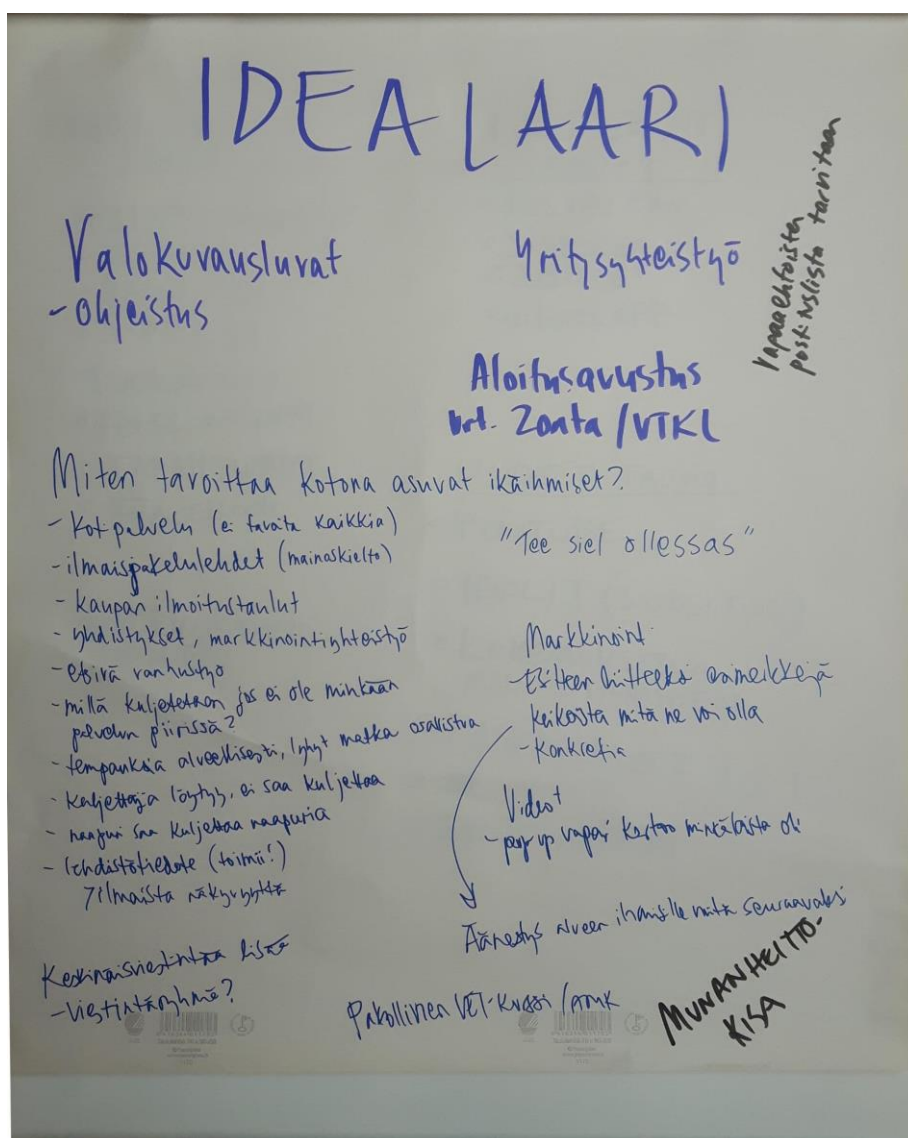 IDEALAARI
Valokuvausluvat
- ohjeistus
Yritysyhteistyö
Vapaaehtoisten
postituslista tarvitaan
Aloitusavustus
vrt. Zonta /VTKL
Miten tavoittaa kotona asuvat ikäihmiset?
- Kotipalvelu (ei tavoita kaikkia)
- ilmaisjakelulehdet (mainoskielto)
- kaupan ilmoitustaulut
- yhdistykset, markkinointiyhteistyö
- etsivä vanhustyö
- millä kuljetetaan jos ei ole minkään
palvelun piirissä?
- tempauksia alueellisesti, lyhyt matka osallistua
- kuljettaja löytyy, ei saa kuljettaa
- naapuri saa kuljettaa naapuria
- lehdistötiedote (toimii!)
ilmaista näkyvyyttä
Keskinäisviestintää lisää
- viestintäryhmä?
"Tee siel ollessas"
Markkinointi
- Esitteen liitteeksi esimerkkejä
keikoista mitä ne voi olla
- konkretia
Videot
- pop up vapari kertoo minkälaista oli
Äänestys alueen ihmisille mitä seuraavaksi
Pakollinen VET-kurssi /AMK
MUNANHEITTO-
KISA